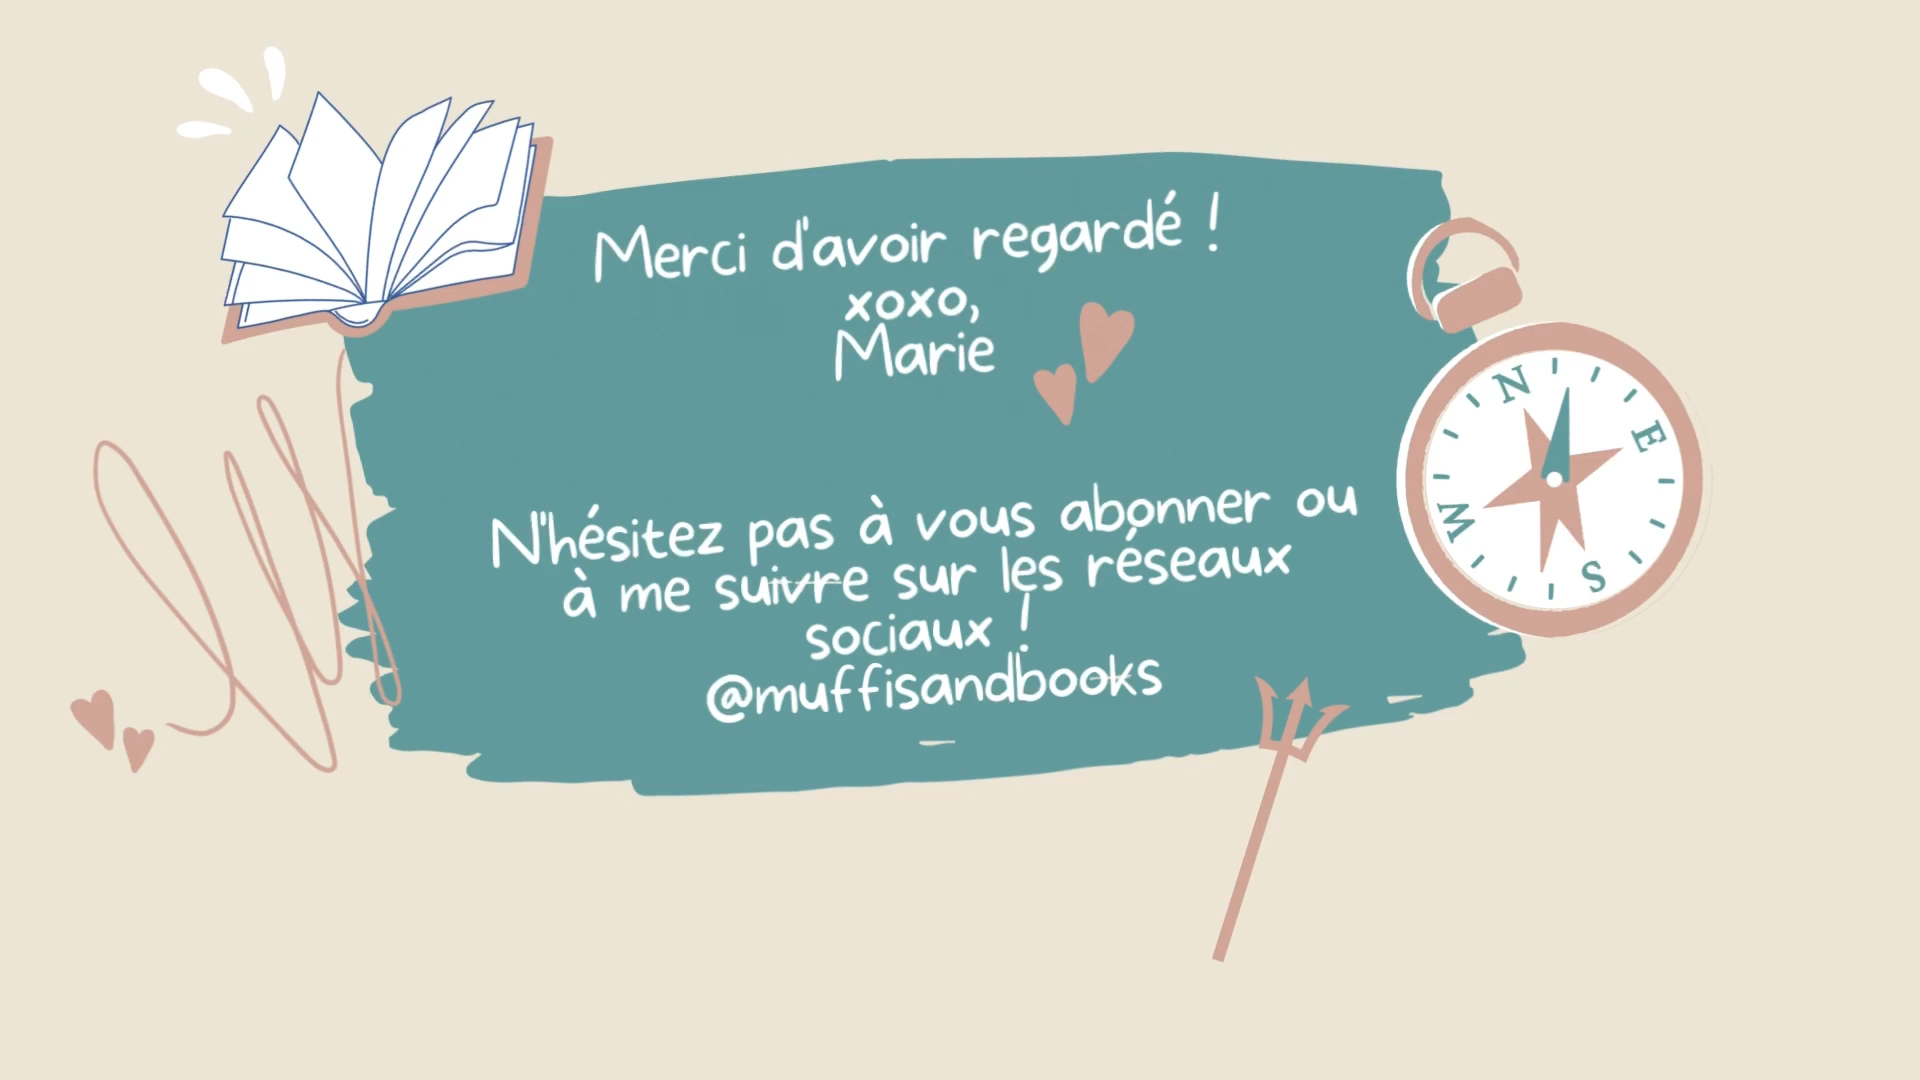 Merci d'avoir regardé !
xoxo,
Marie
N'hésitez pas à vous abonner ou
à me suivre sur les réseaux
sociaux !
@muffisandbooks
N
E
S
W